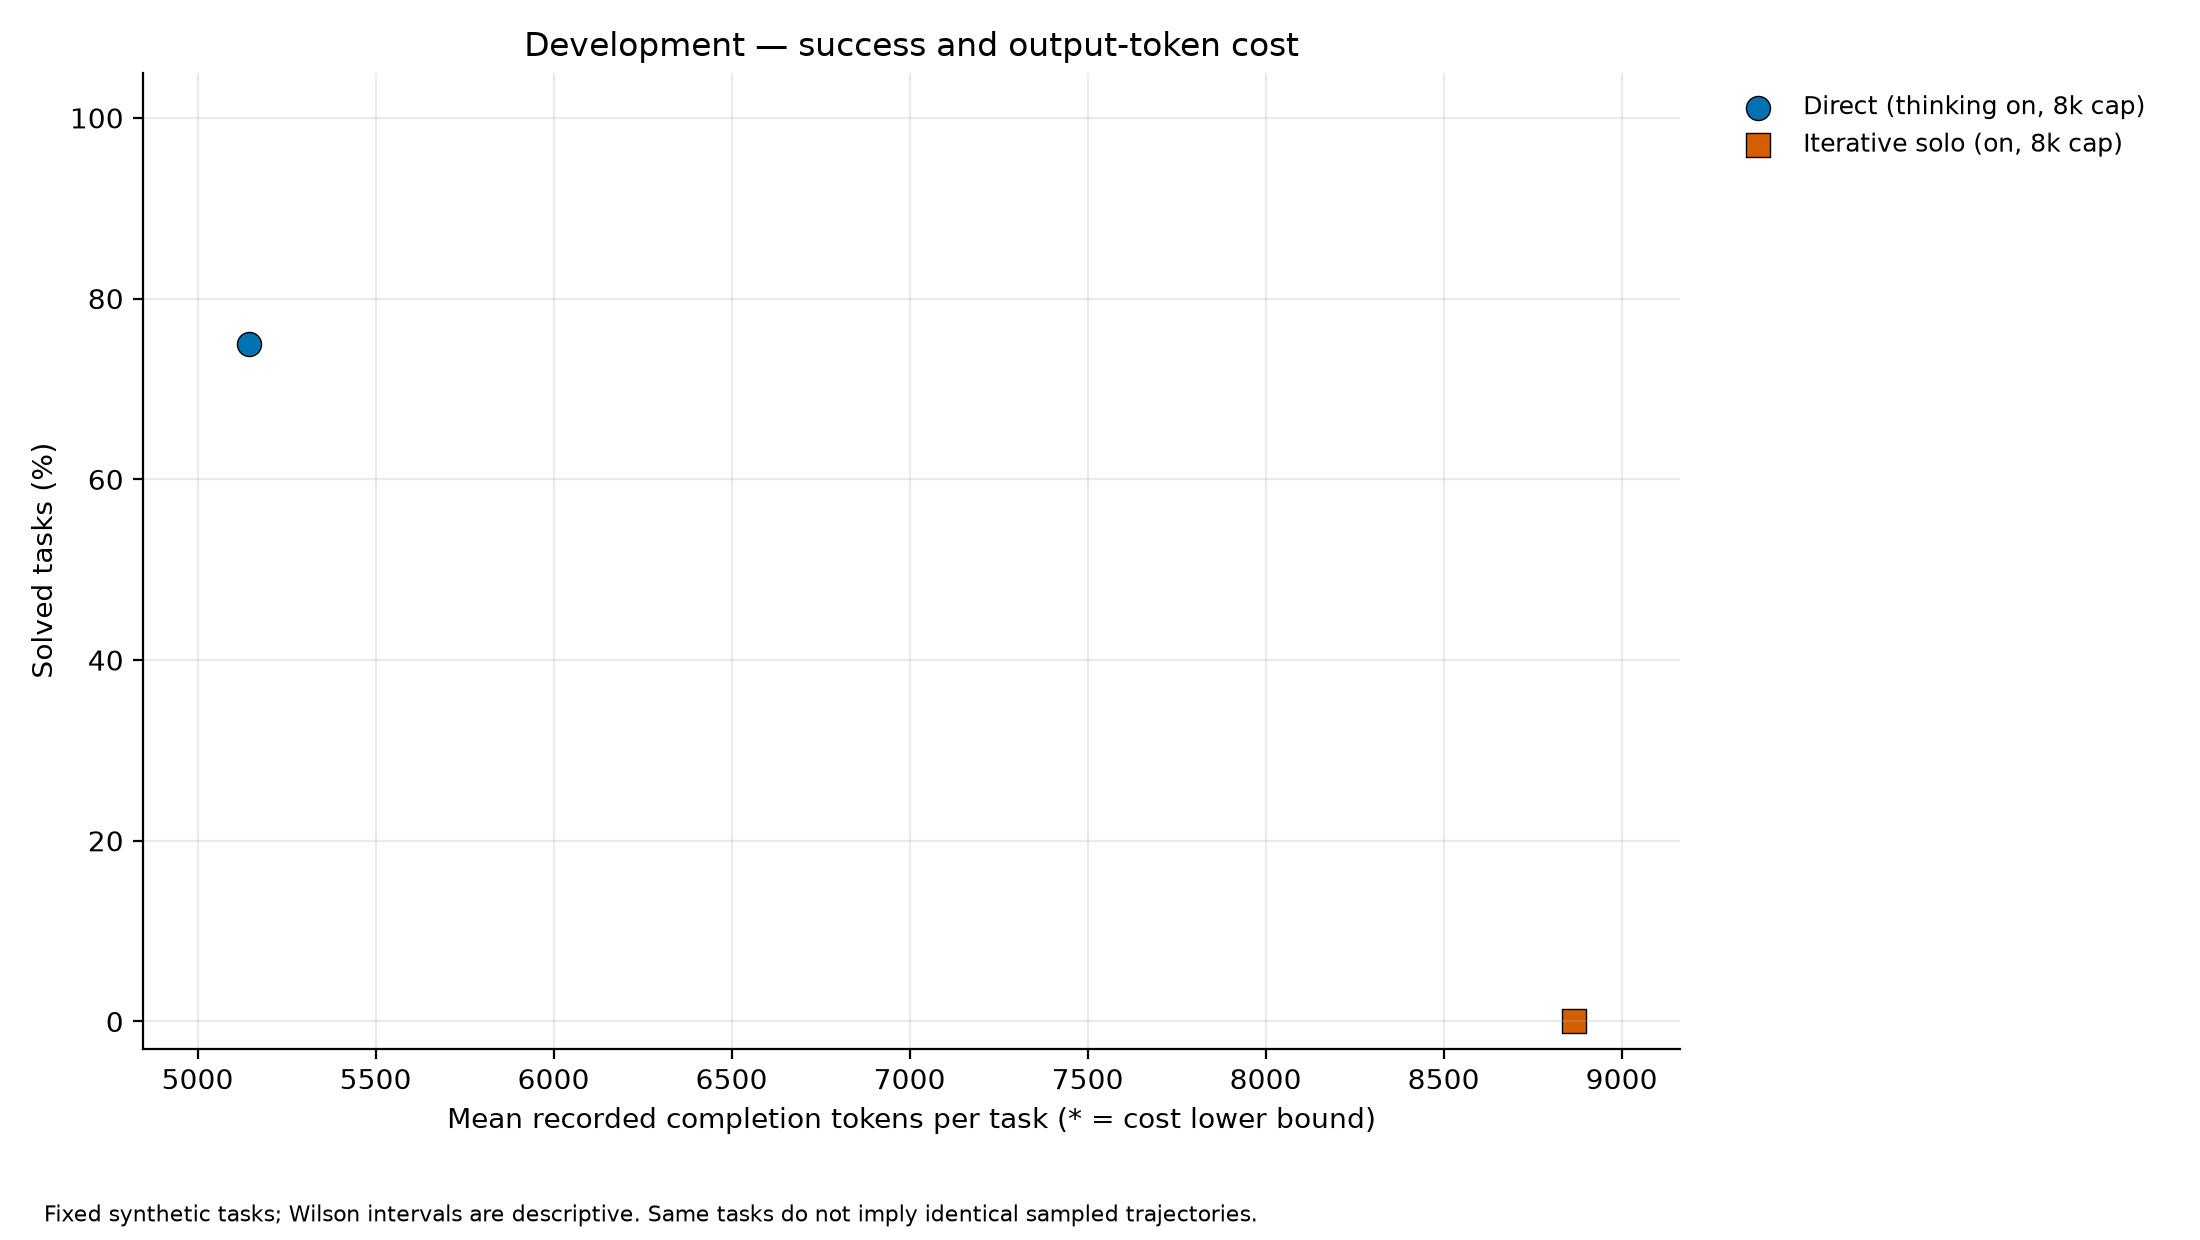 Development — success and output-token cost
Direct (thinking on, 8k cap)
Iterative solo (on, 8k cap)
Solved tasks (%)
100
80
60
40
20
0
5000 5500 6000 6500 7000 7500 8000 8500 9000
Mean recorded completion tokens per task (* = cost lower bound)
Fixed synthetic tasks; Wilson intervals are descriptive. Same tasks do not imply identical sampled trajectories.